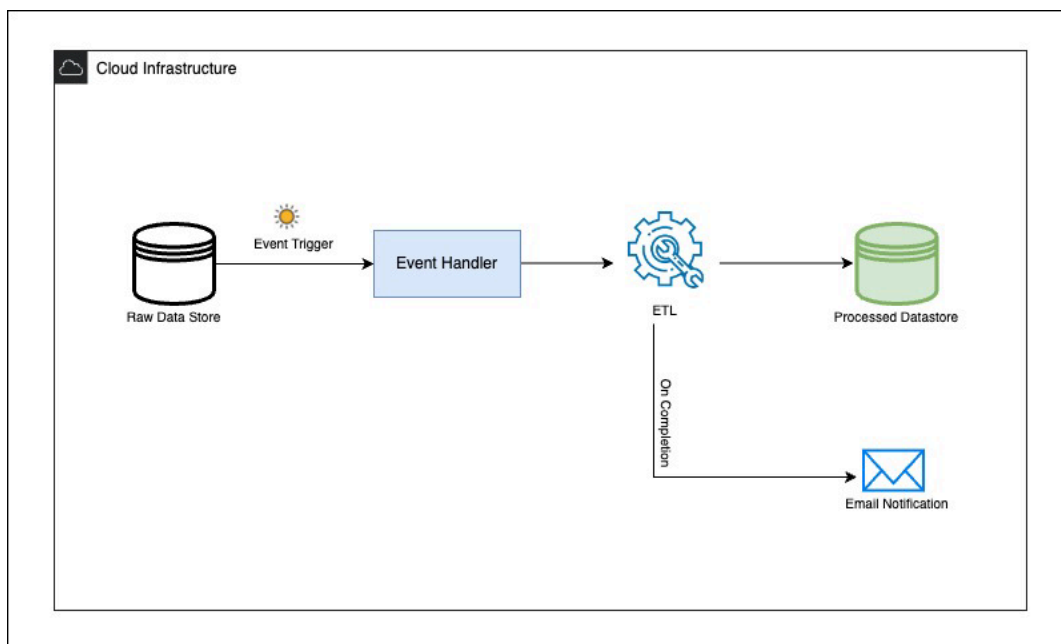 Cloud Infrastructure
Event Trigger
Event Handler
Raw Data Store
ETL
Processed Datastore
On Completion
Email Notification